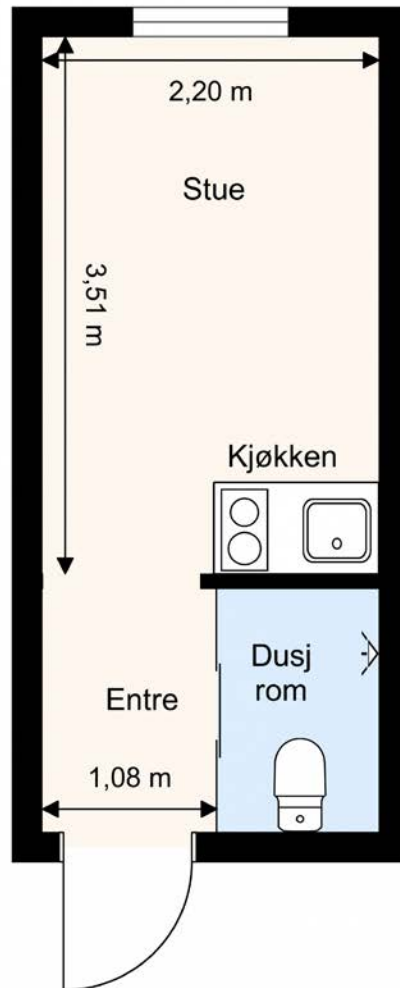 2,20 m
Stue
3,51 m
Kjøkken
Dusj
rom
Entre
1,08 m